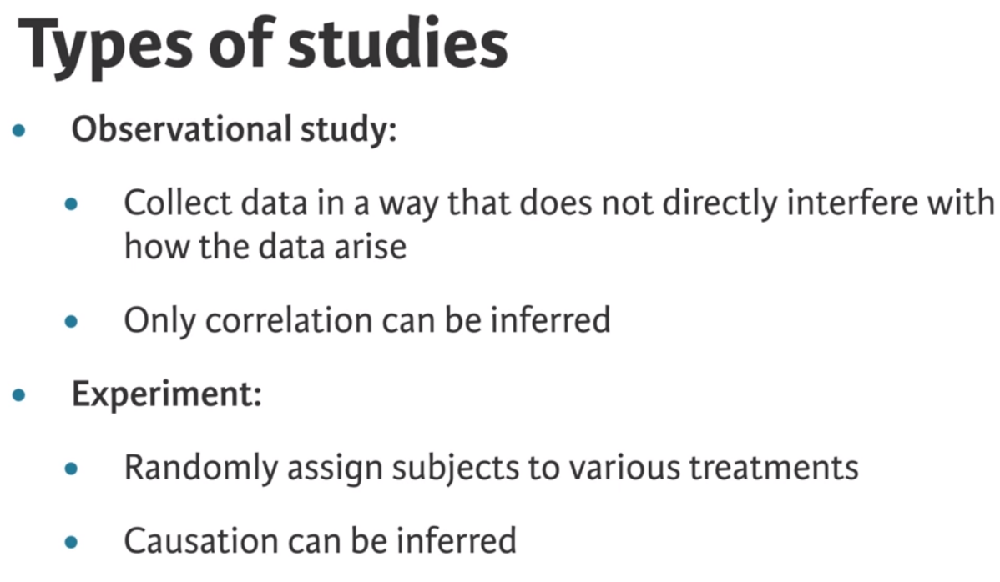 Types of studies
• Observational study:
• Collect data in a way that does not directly interfere with
how the data arise
• Only correlation can be inferred
• Experiment:
• Randomly assign subjects to various treatments
• Causation can be inferred